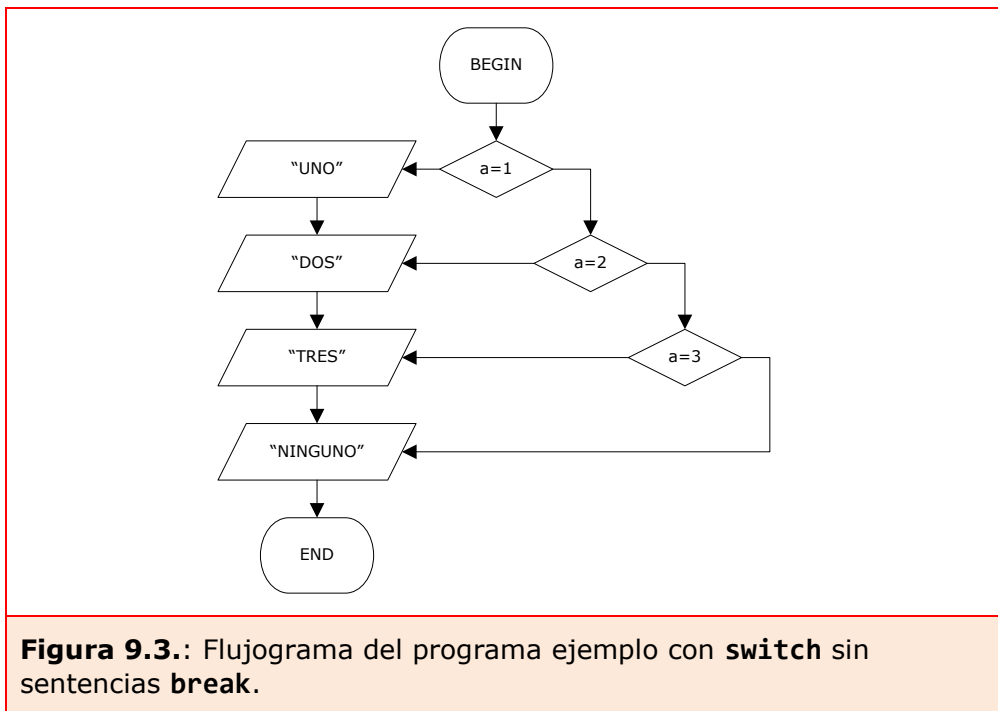 BEGIN
“UNO”
a=1
“DOS”
a=2
“TRES”
a=3
“NINGUNO”
END
Figura 9.3.: Flujograma del programa ejemplo con switch sin
sentencias break.